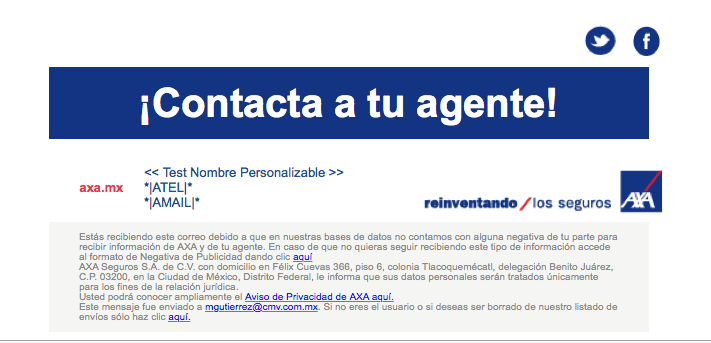 ¡Contacta a tu agente!
<< Test Nombre Personalizable >>
axa.mx
*|ATEL|*
*|AMAIL|*
reinventando / los seguros
AXA
Estás recibiendo este correo debido a que en nuestras bases de datos no contamos con alguna negativa de tu parte para
recibir información de AXA y de tu agente. En caso de que no quieras seguir recibiendo este tipo de información accede
al formato de Negativa de Publicidad dando clic aquí
AXA Seguros S.A. de C.V. con domicilio en Félix Cuevas 366, piso 6, colonia Tlacoquemécatl, delegación Benito Juárez,
C.P. 03200, en la Ciudad de México, Distrito Federal, le informa que sus datos personales serán tratados únicamente
para los fines de la relación jurídica.
Usted podrá conocer ampliamente el Aviso de Privacidad de AXA aquí.
Este mensaje fue enviado a mgutierrez@cmv.com.mx. Si no eres el usuario o si deseas ser borrado de nuestro listado de
envíos sólo haz clic aquí.